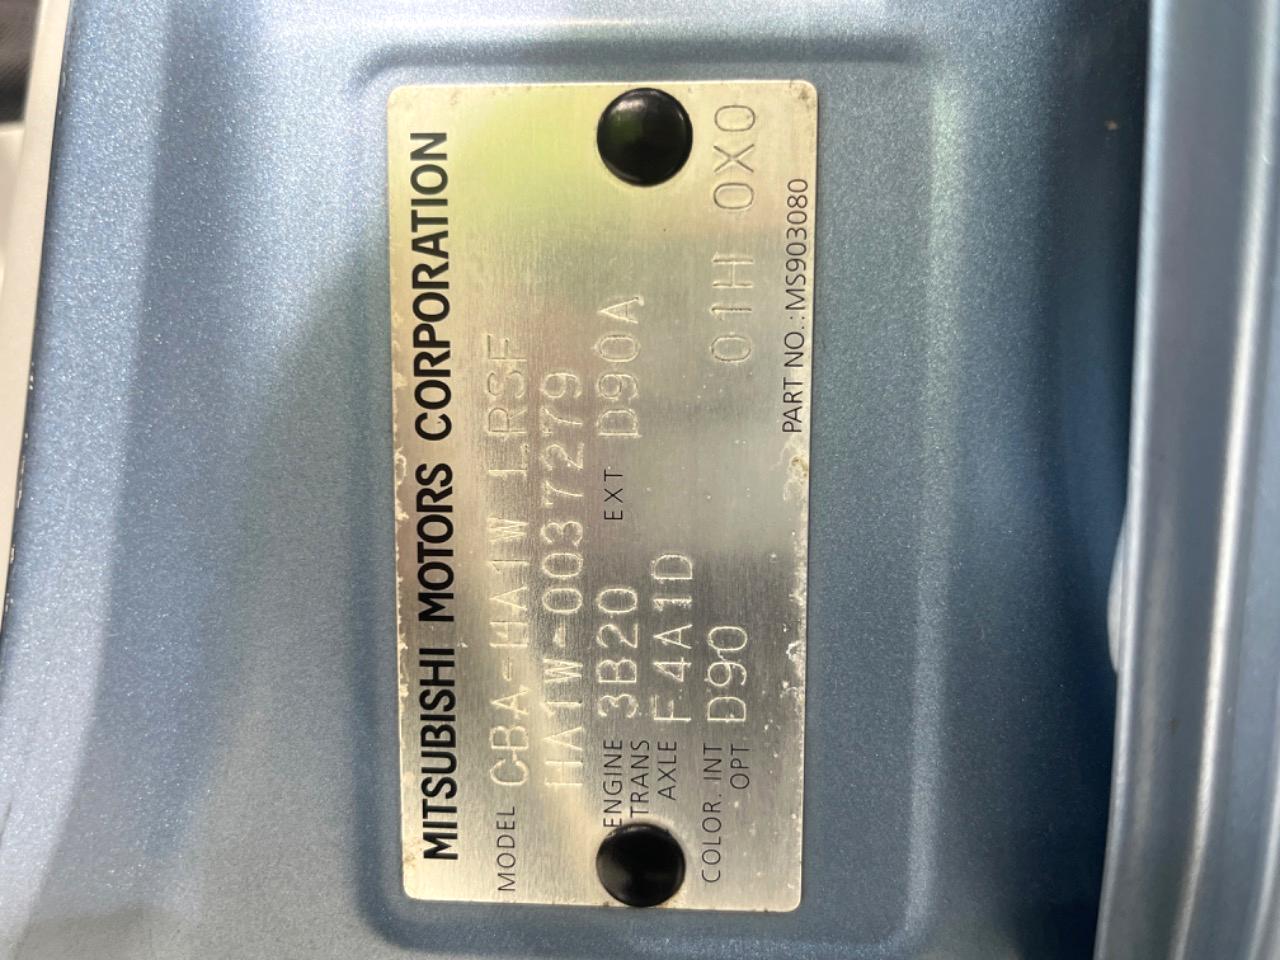 MITSUBISHI MOTORS CORPORATION
MODEL CBA-HA1W LRSF
HA1W-0037279
ENGINE 3B20 EXT D90A
TRANS AXLE F4A1D
COLOR. INT OPT D90 01H 0X0
PART NO.: MS903080